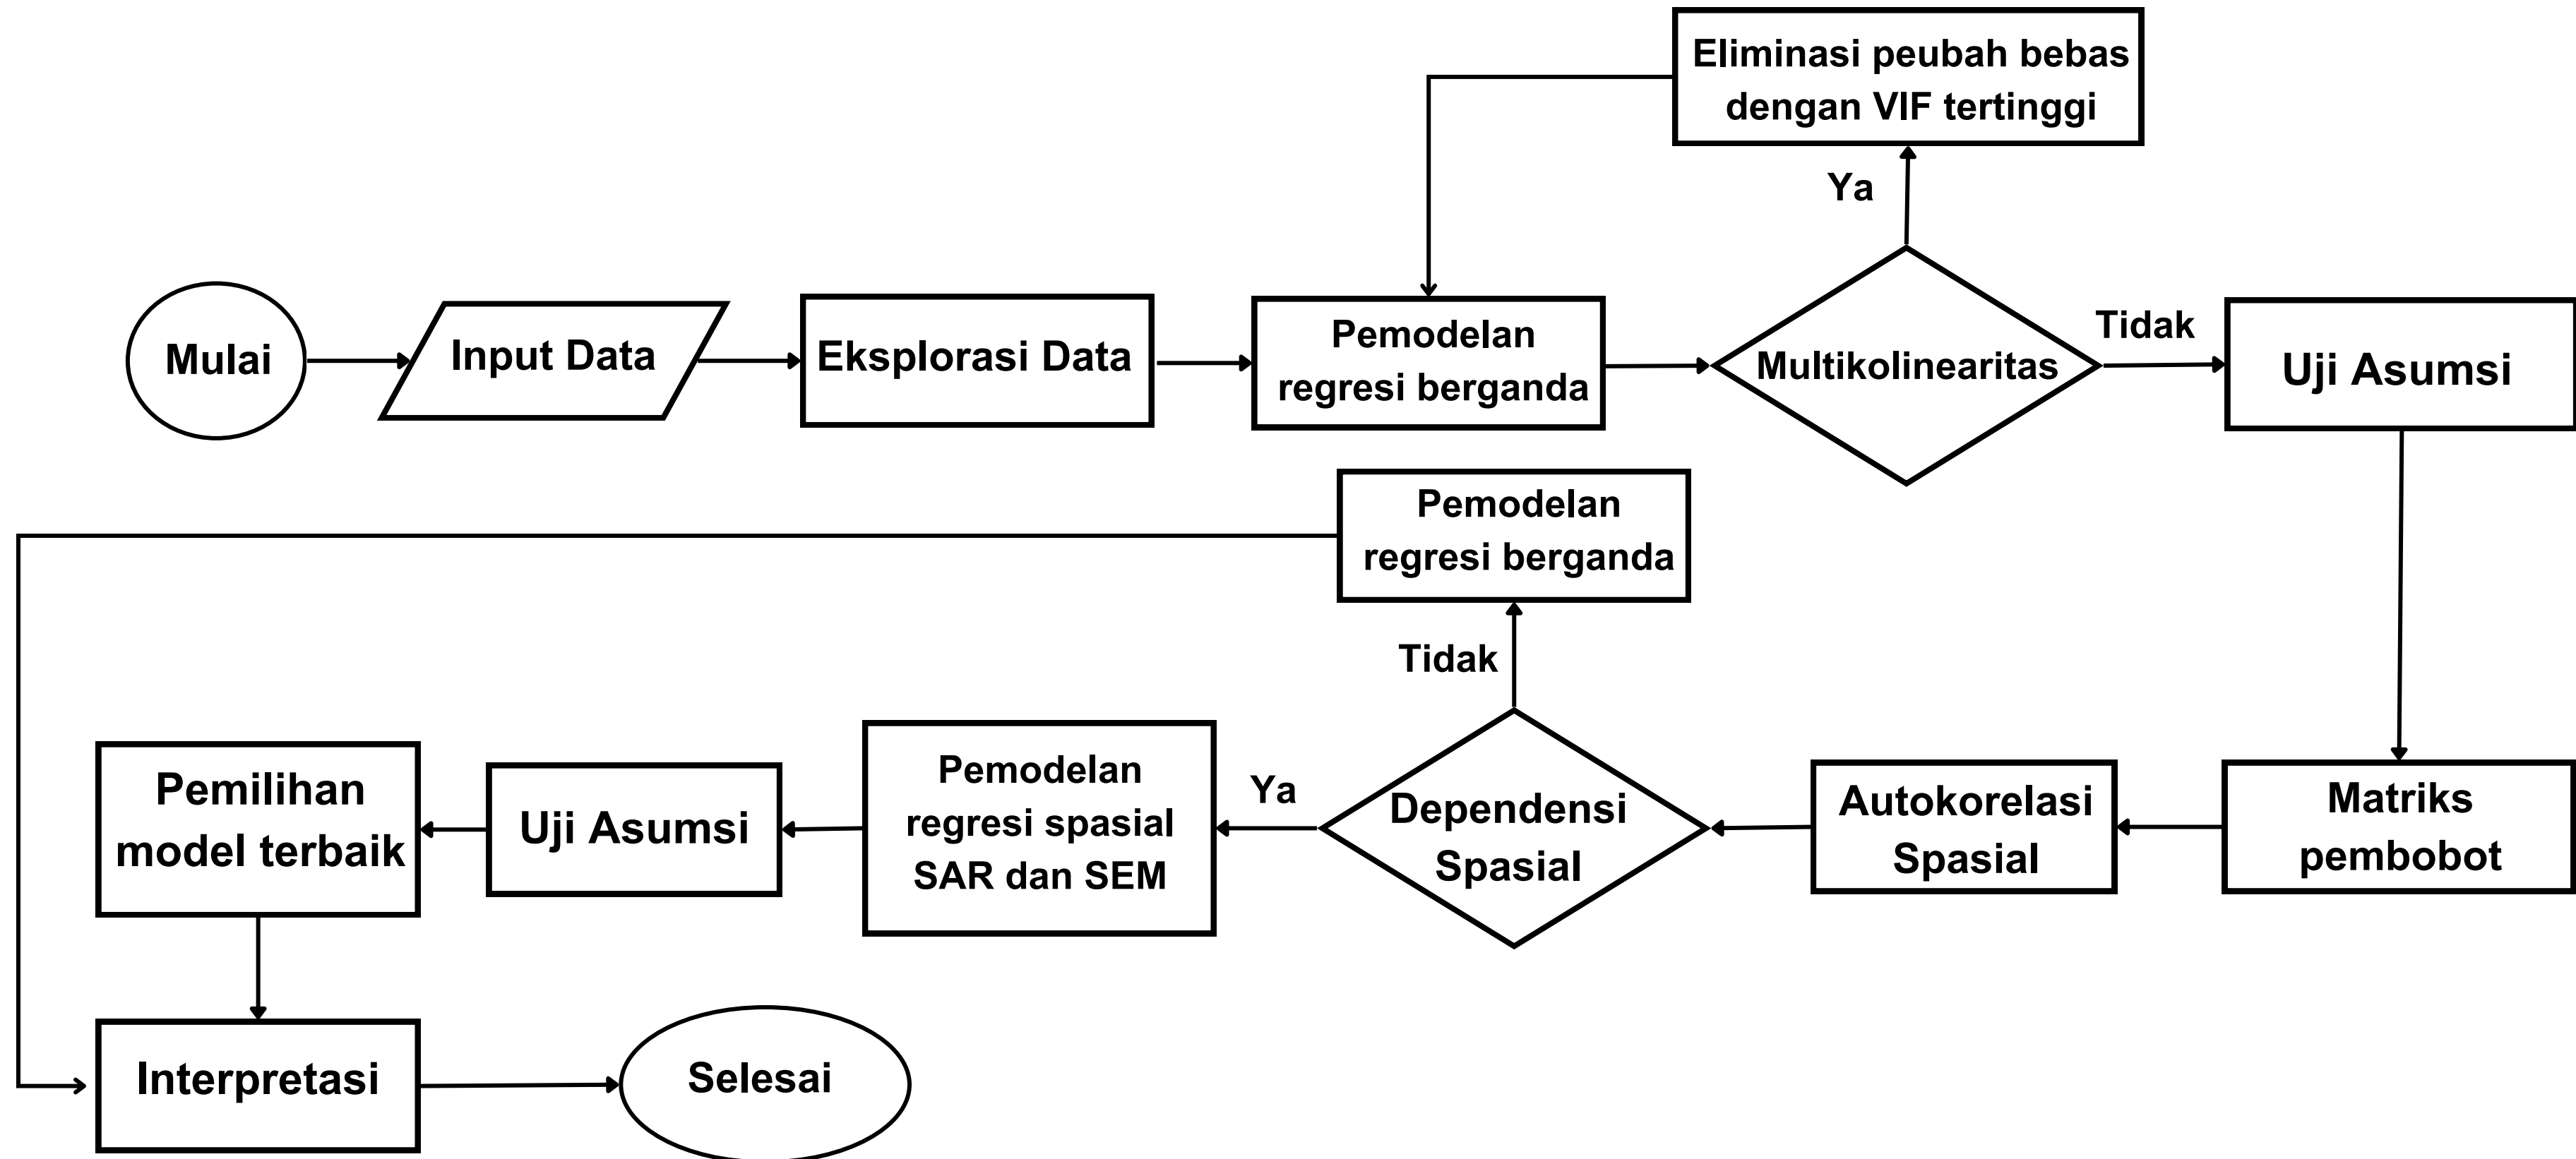 Eliminasi peubah bebas
dengan VIF tertinggi
Ya
Mulai
Input Data
Eksplorasi Data
Pemodelan
regresi berganda
Multikolinearitas
Tidak
Uji Asumsi
Pemodelan
regresi berganda
Tidak
Matriks
pembobot
Autokorelasi
Spasial
Dependensi
Spasial
Ya
Pemodelan
regresi spasial
SAR dan SEM
Uji Asumsi
Pemilihan
model terbaik
Interpretasi
Selesai